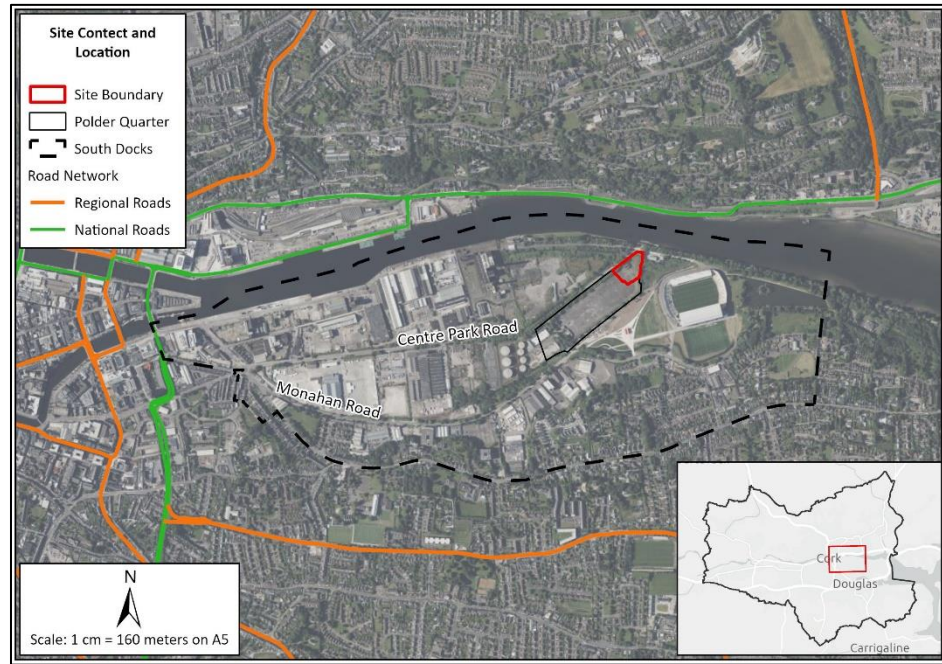 Site Contect and
Location
Site Boundary
Polder Quarter
South Docks
Road Network
Regional Roads
National Roads
Centre Park Road
Monahan Road
N
Scale: 1 cm = 160 meters on A5
Cork
Douglas
Carrigaline